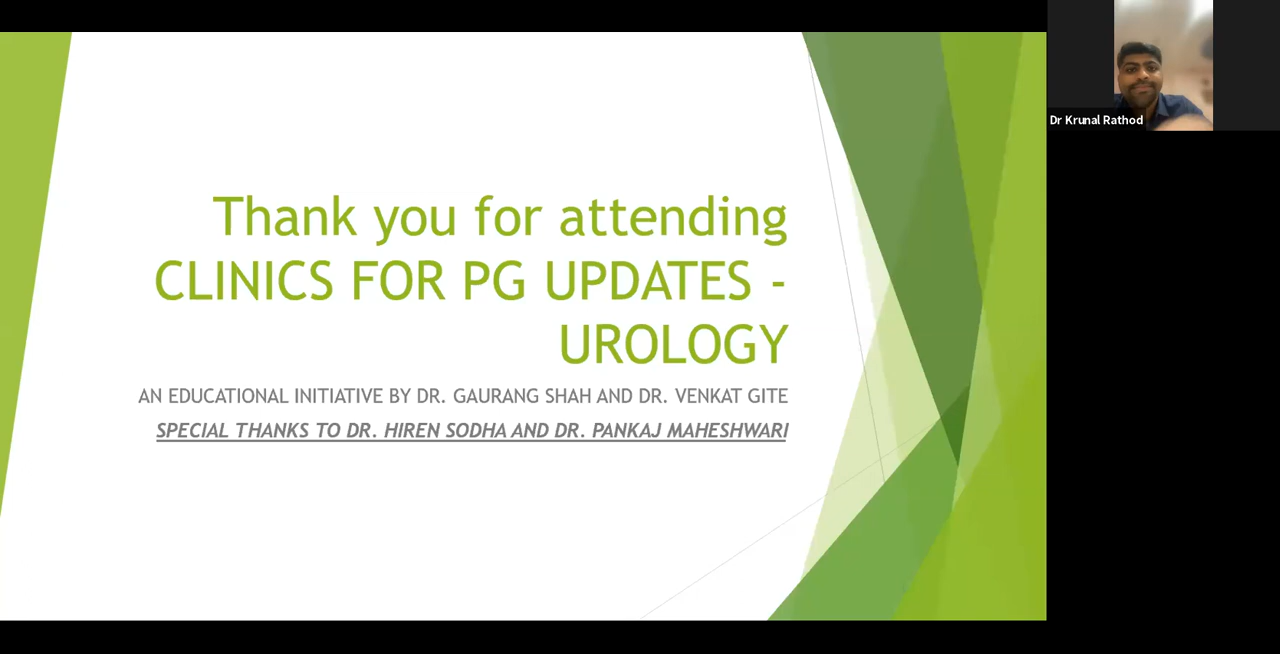 Thank you for attending
CLINICS FOR PG UPDATES -
UROLOGY
AN EDUCATIONAL INITIATIVE BY DR. GAURANG SHAH AND DR. VENKAT GITE
SPECIAL THANKS TO DR. HIREN SODHA AND DR. PANKAJ MAHESHWARI
Dr Krunal Rathod